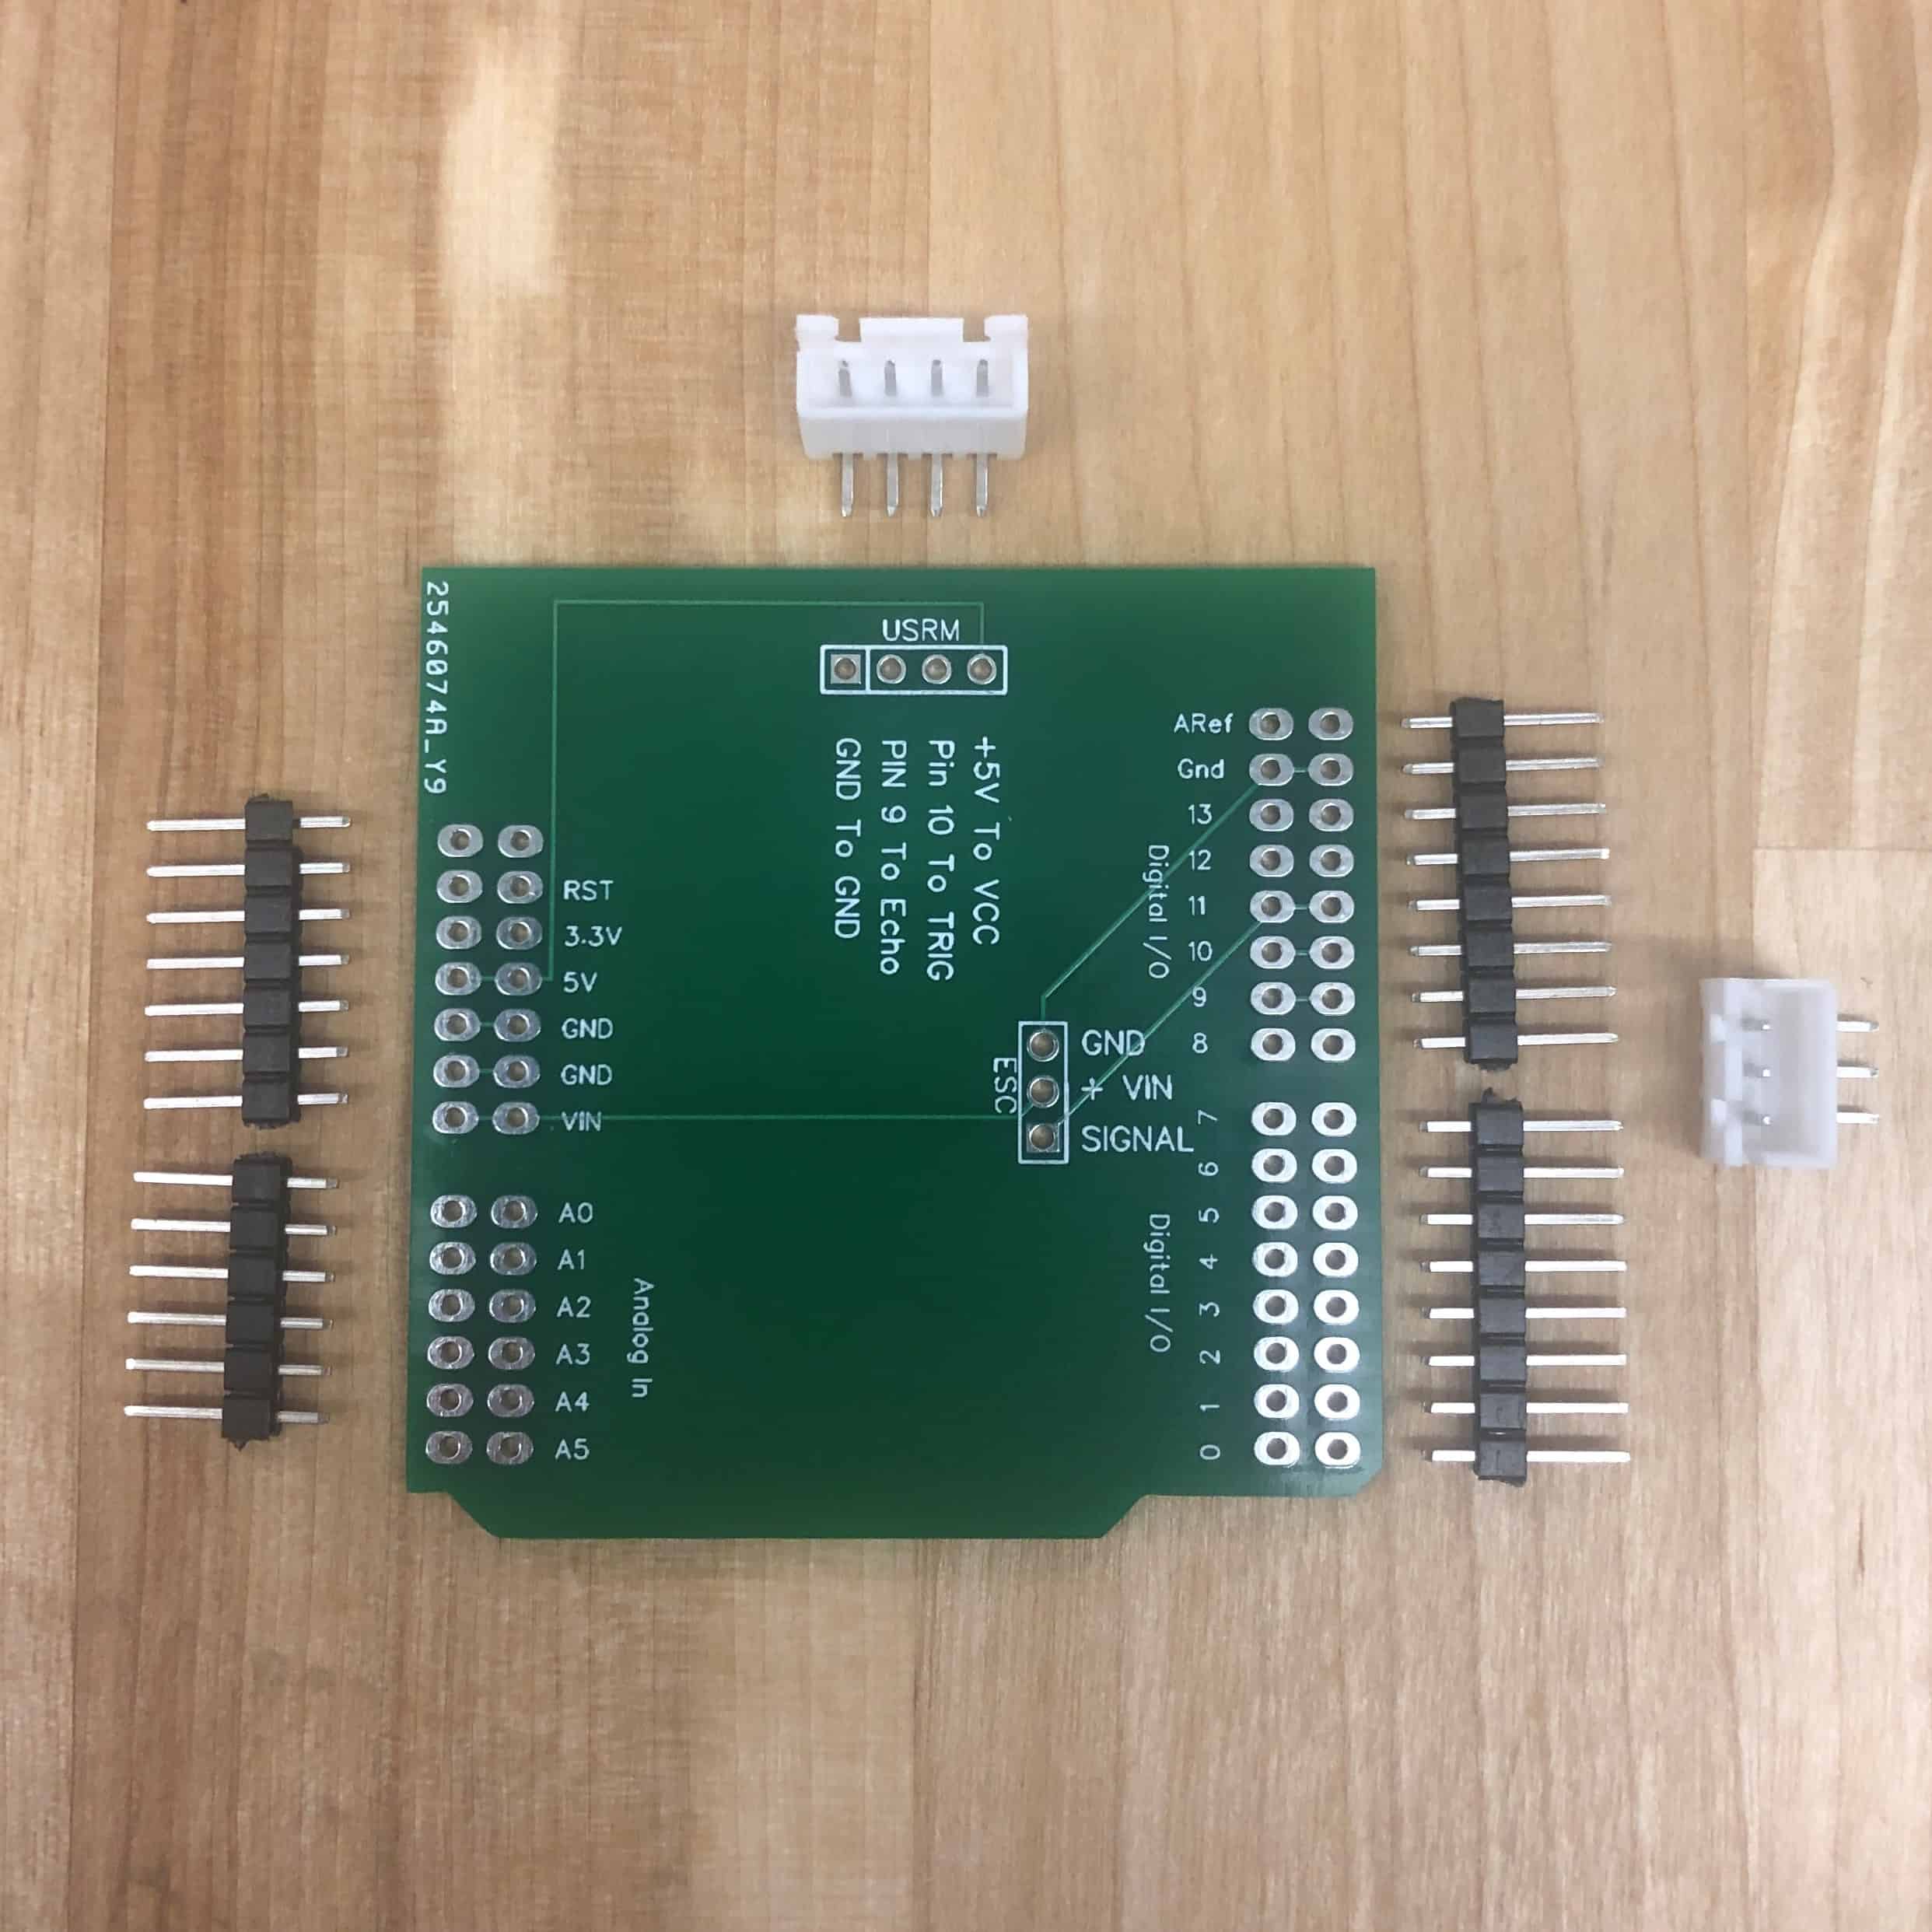 2546074A_Y9
USRM
+5V To VCC
Pin 10 To TRIG
PIN 9 To Echo
GND To GND
RST
3.3V
5V
GND
GND
VIN
A0
A1
A2
A3
A4
A5
Analog In
ESC
GND
+ VIN
SIGNAL
ARef
Gnd
13
12
11
10
9
8
Digital I/O
7
6
5
4
3
2
1
0
Digital I/O